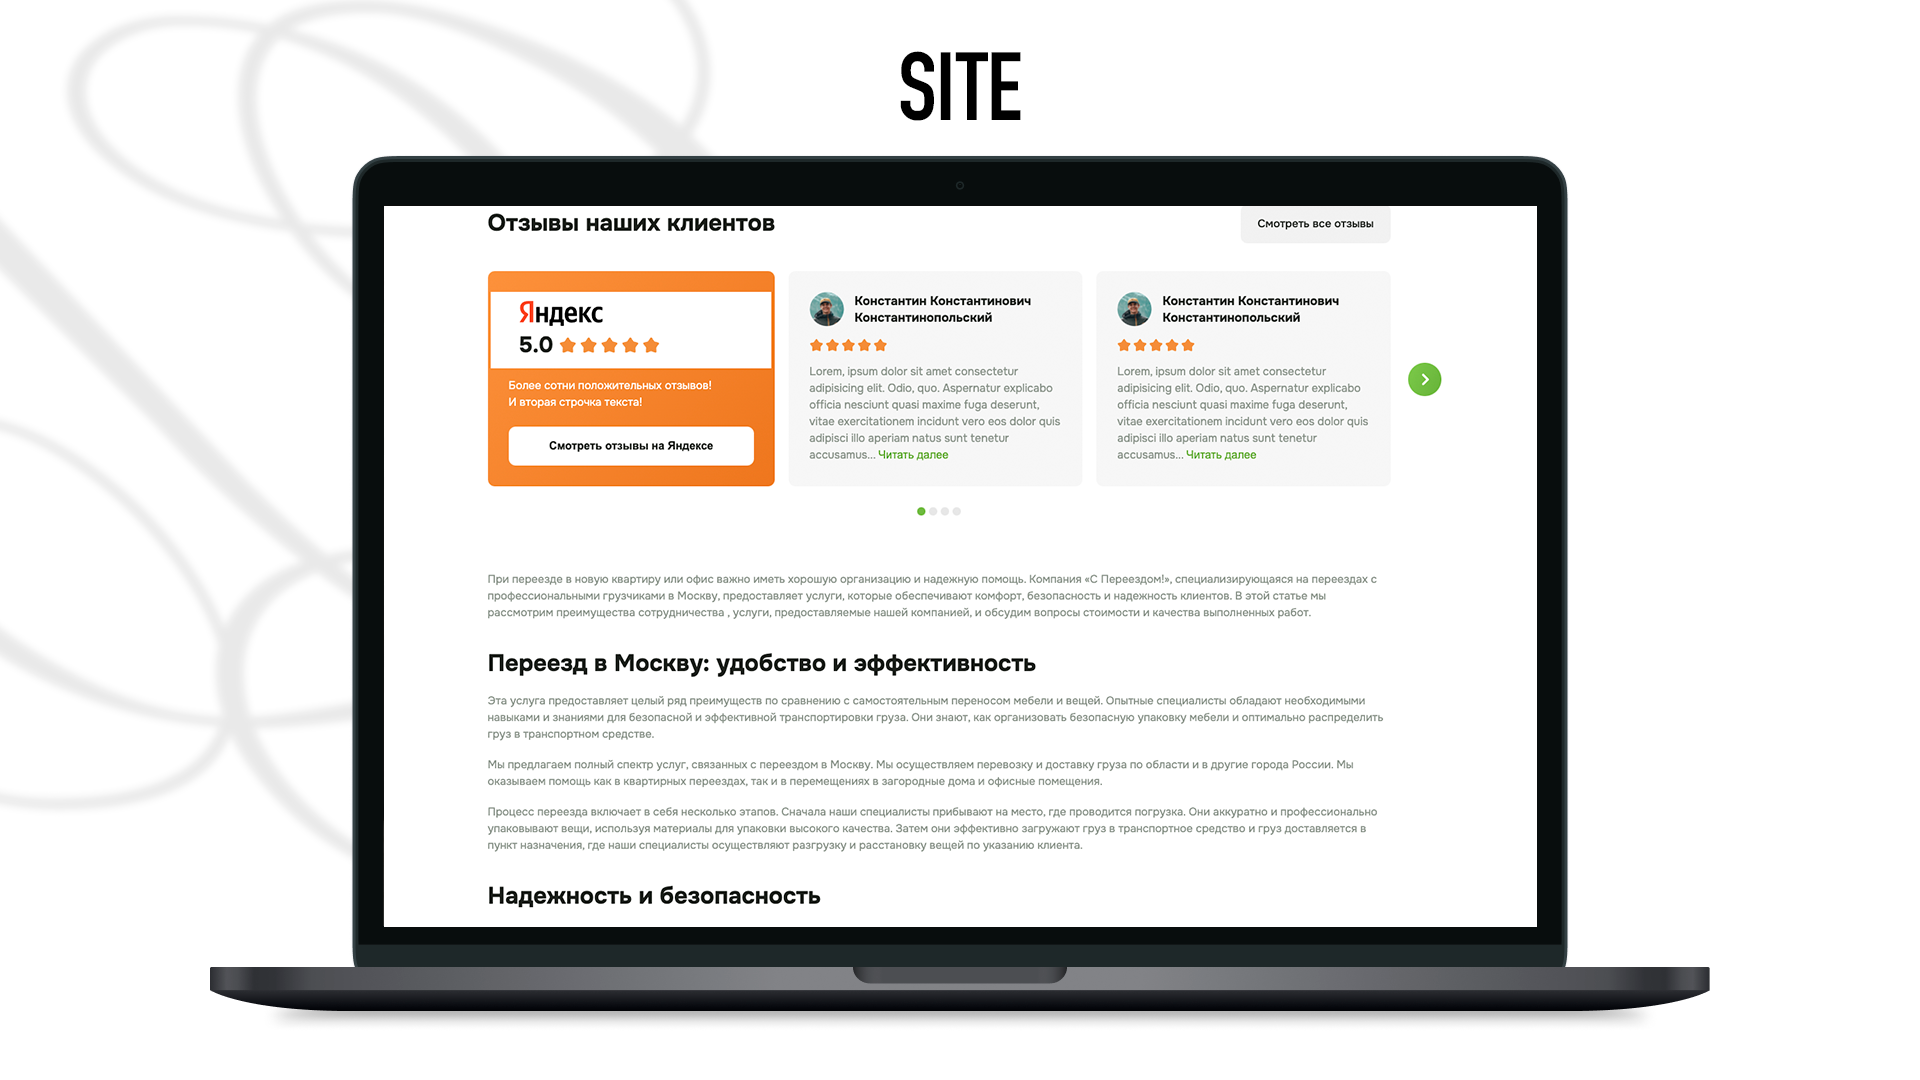 SITE
Отзывы наших клиентов
Смотреть все отзывы
Яндекс
5.0
Более сотни положительных отзывов!
И вторая строчка текста!
Смотреть отзывы на Яндексе
Константин Константинович
Константинопольский
Lorem, ipsum dolor sit amet consectetur
adipisicing elit. Odio, quo. Aspernatur explicabo
officia nesciunt quasi maxime fuga deserunt,
vitae exercitationem incidunt vero eos dolor quis
adipisci illo aperiam natus sunt tenetur
accusamus... Читать далее
Константин Константинович
Константинопольский
Lorem, ipsum dolor sit amet consectetur
adipisicing elit. Odio, quo. Aspernatur explicabo
officia nesciunt quasi maxime fuga deserunt,
vitae exercitationem incidunt vero eos dolor quis
adipisci illo aperiam natus sunt tenetur
accusamus... Читать далее
При переезде в новую квартиру или офис важно иметь хорошую организацию и надежную помощь. Компания «С Переездом!», специализирующаяся на переездах с
профессиональными грузчиками в Москву, предоставляет услуги, которые обеспечивают комфорт, безопасность и надежность клиентов. В этой статье мы
рассмотрим преимущества сотрудничества , услуги, предоставляемые нашей компанией, и обсудим вопросы стоимости и качества выполненных работ.
Переезд в Москву: удобство и эффективность
Эта услуга предоставляет целый ряд преимуществ по сравнению с самостоятельным переносом мебели и вещей. Опытные специалисты обладают необходимыми
навыками и знаниями для безопасной и эффективной транспортировки груза. Они знают, как организовать безопасную упаковку мебели и оптимально распределить
груз в транспортном средстве.
Мы предлагаем полный спектр услуг, связанных с переездом в Москву. Мы осуществляем перевозку и доставку груза по области и в другие города России. Мы
оказываем помощь как в квартирных переездах, так и в перемещениях в загородные дома и офисные помещения.
Процесс переезда включает в себя несколько этапов. Сначала наши специалисты прибывают на место, где проводится погрузка. Они аккуратно и профессионально
упаковывают вещи, используя материалы для упаковки высокого качества. Затем они эффективно загружают груз в транспортное средство и груз доставляется в
пункт назначения, где наши специалисты осуществляют разгрузку и расстановку вещей по указанию клиента.
Надежность и безопасность